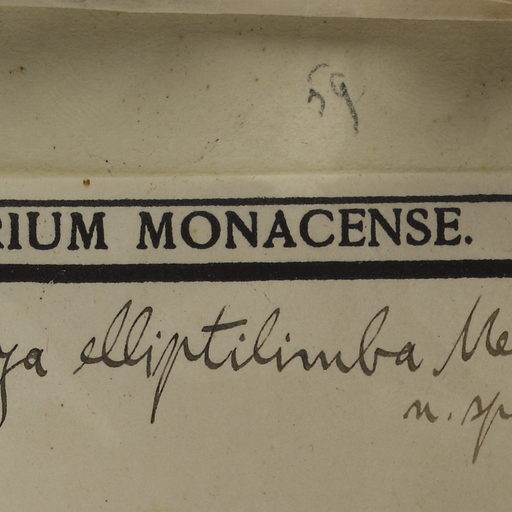 59
RIUM MONACENSE.
ya elliptilimba Me
n. sp